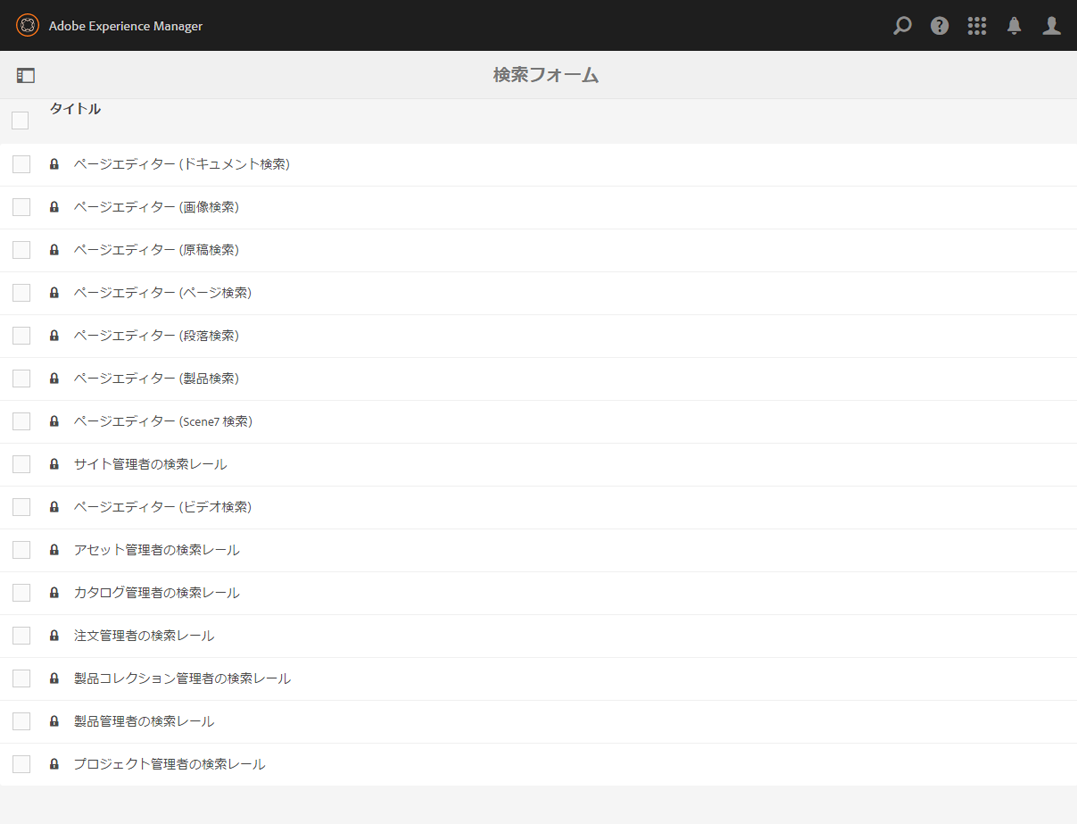 Adobe Experience Manager
検索フォーム
タイトル
ページエディター (ドキュメント検索)
ページエディター (画像検索)
ページエディター (原稿検索)
ページエディター (ページ検索)
ページエディター (段落検索)
ページエディター (製品検索)
ページエディター (Scene7 検索)
サイト管理者の検索レール
ページエディター (ビデオ検索)
アセット管理者の検索レール
カタログ管理者の検索レール
注文管理者の検索レール
製品コレクション管理者の検索レール
製品管理者の検索レール
プロジェクト管理者の検索レール